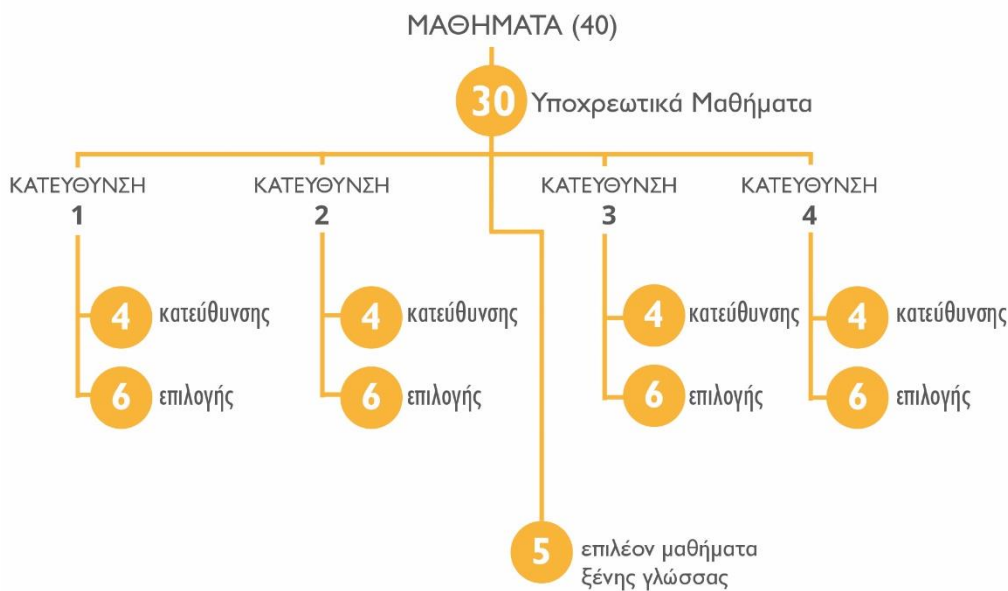 ΜΑΘΗΜΑΤΑ (40)
30 Υποχρεωτικά Μαθήματα
ΚΑΤΕΥΘΥΝΣΗ
1
4 κατεύθυνσης
6 επιλογής
ΚΑΤΕΥΘΥΝΣΗ
2
4 κατεύθυνσης
6 επιλογής
ΚΑΤΕΥΘΥΝΣΗ
3
4 κατεύθυνσης
6 επιλογής
ΚΑΤΕΥΘΥΝΣΗ
4
4 κατεύθυνσης
6 επιλογής
5 επιλέον μαθήματα
ξένης γλώσσας